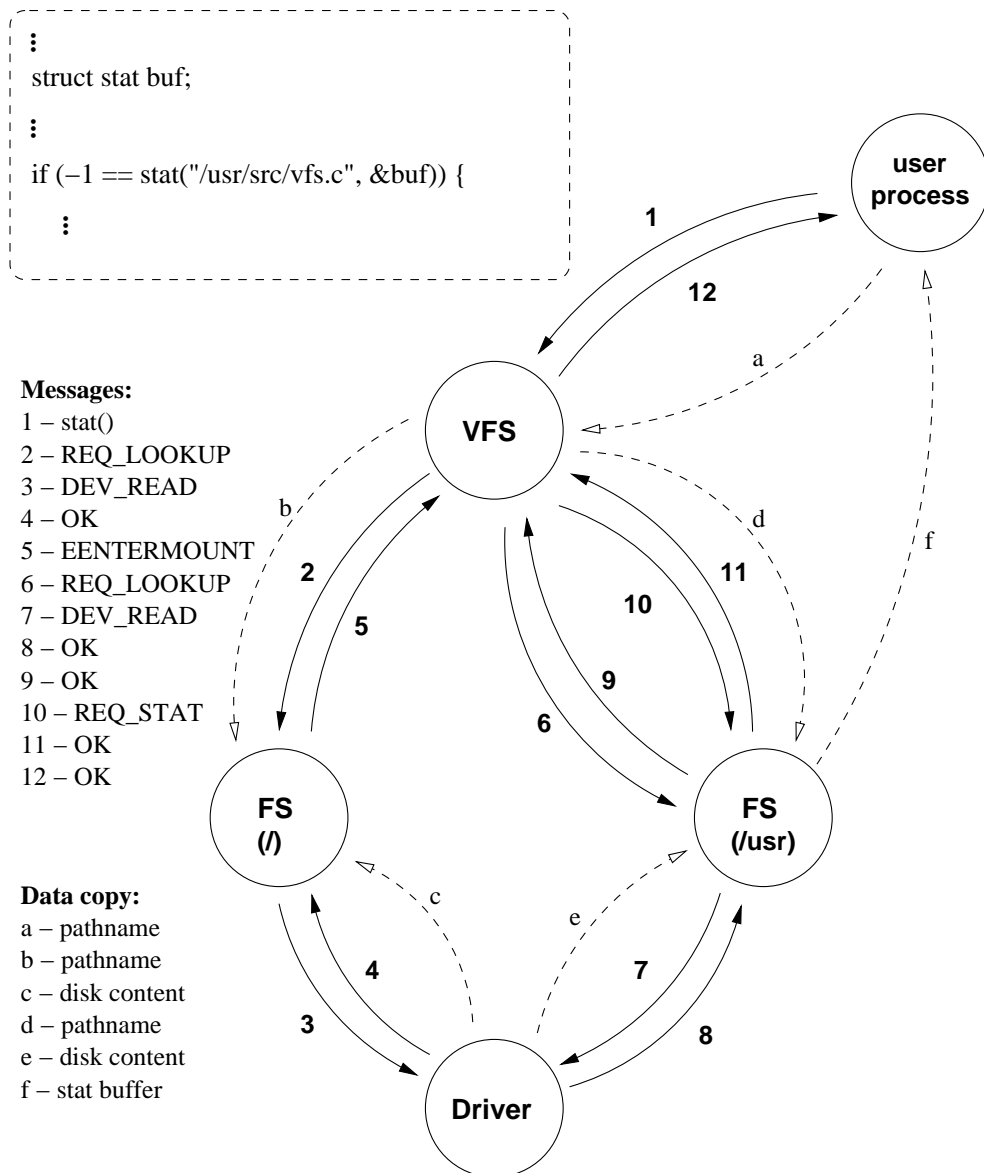 ⋮
struct stat buf;
⋮
if (−1 == stat("/usr/src/vfs.c", &buf)) {
⋮
user
process
1
12
a
VFS
Messages:
1 – stat()
2 – REQ_LOOKUP
3 – DEV_READ
4 – OK
5 – EENTERMOUNT
6 – REQ_LOOKUP
7 – DEV_READ
8 – OK
9 – OK
10 – REQ_STAT
11 – OK
12 – OK
b
d
f
2
11
10
5
9
6
FS
(/)
FS
(/usr)
Data copy:
a – pathname
b – pathname
c – disk content
d – pathname
e – disk content
f – stat buffer
c
e
4
7
3
8
Driver